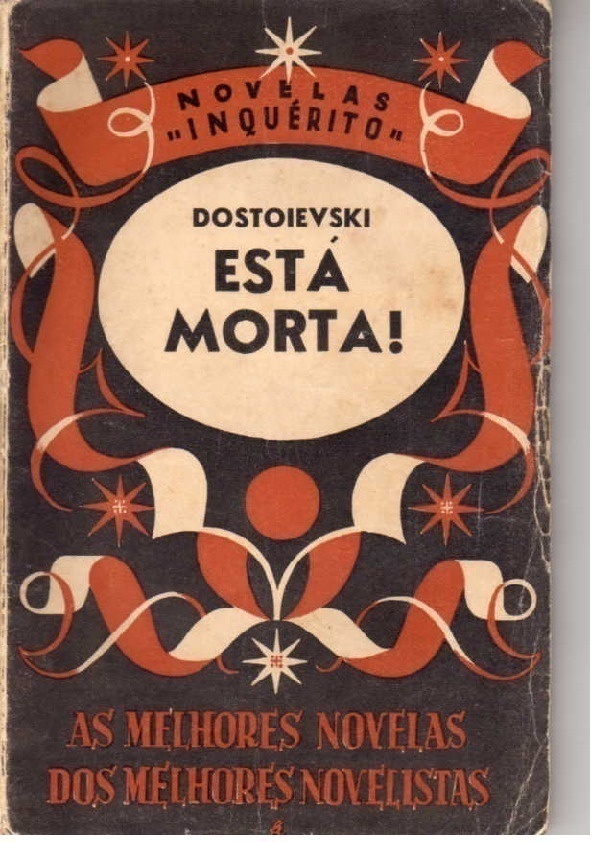 NOVELAS
"INQUÉRITO"
DOSTOIEVSKI
ESTÁ
MORTA!
AS MELHORES NOVELAS
DOS MELHORES NOVELISTAS